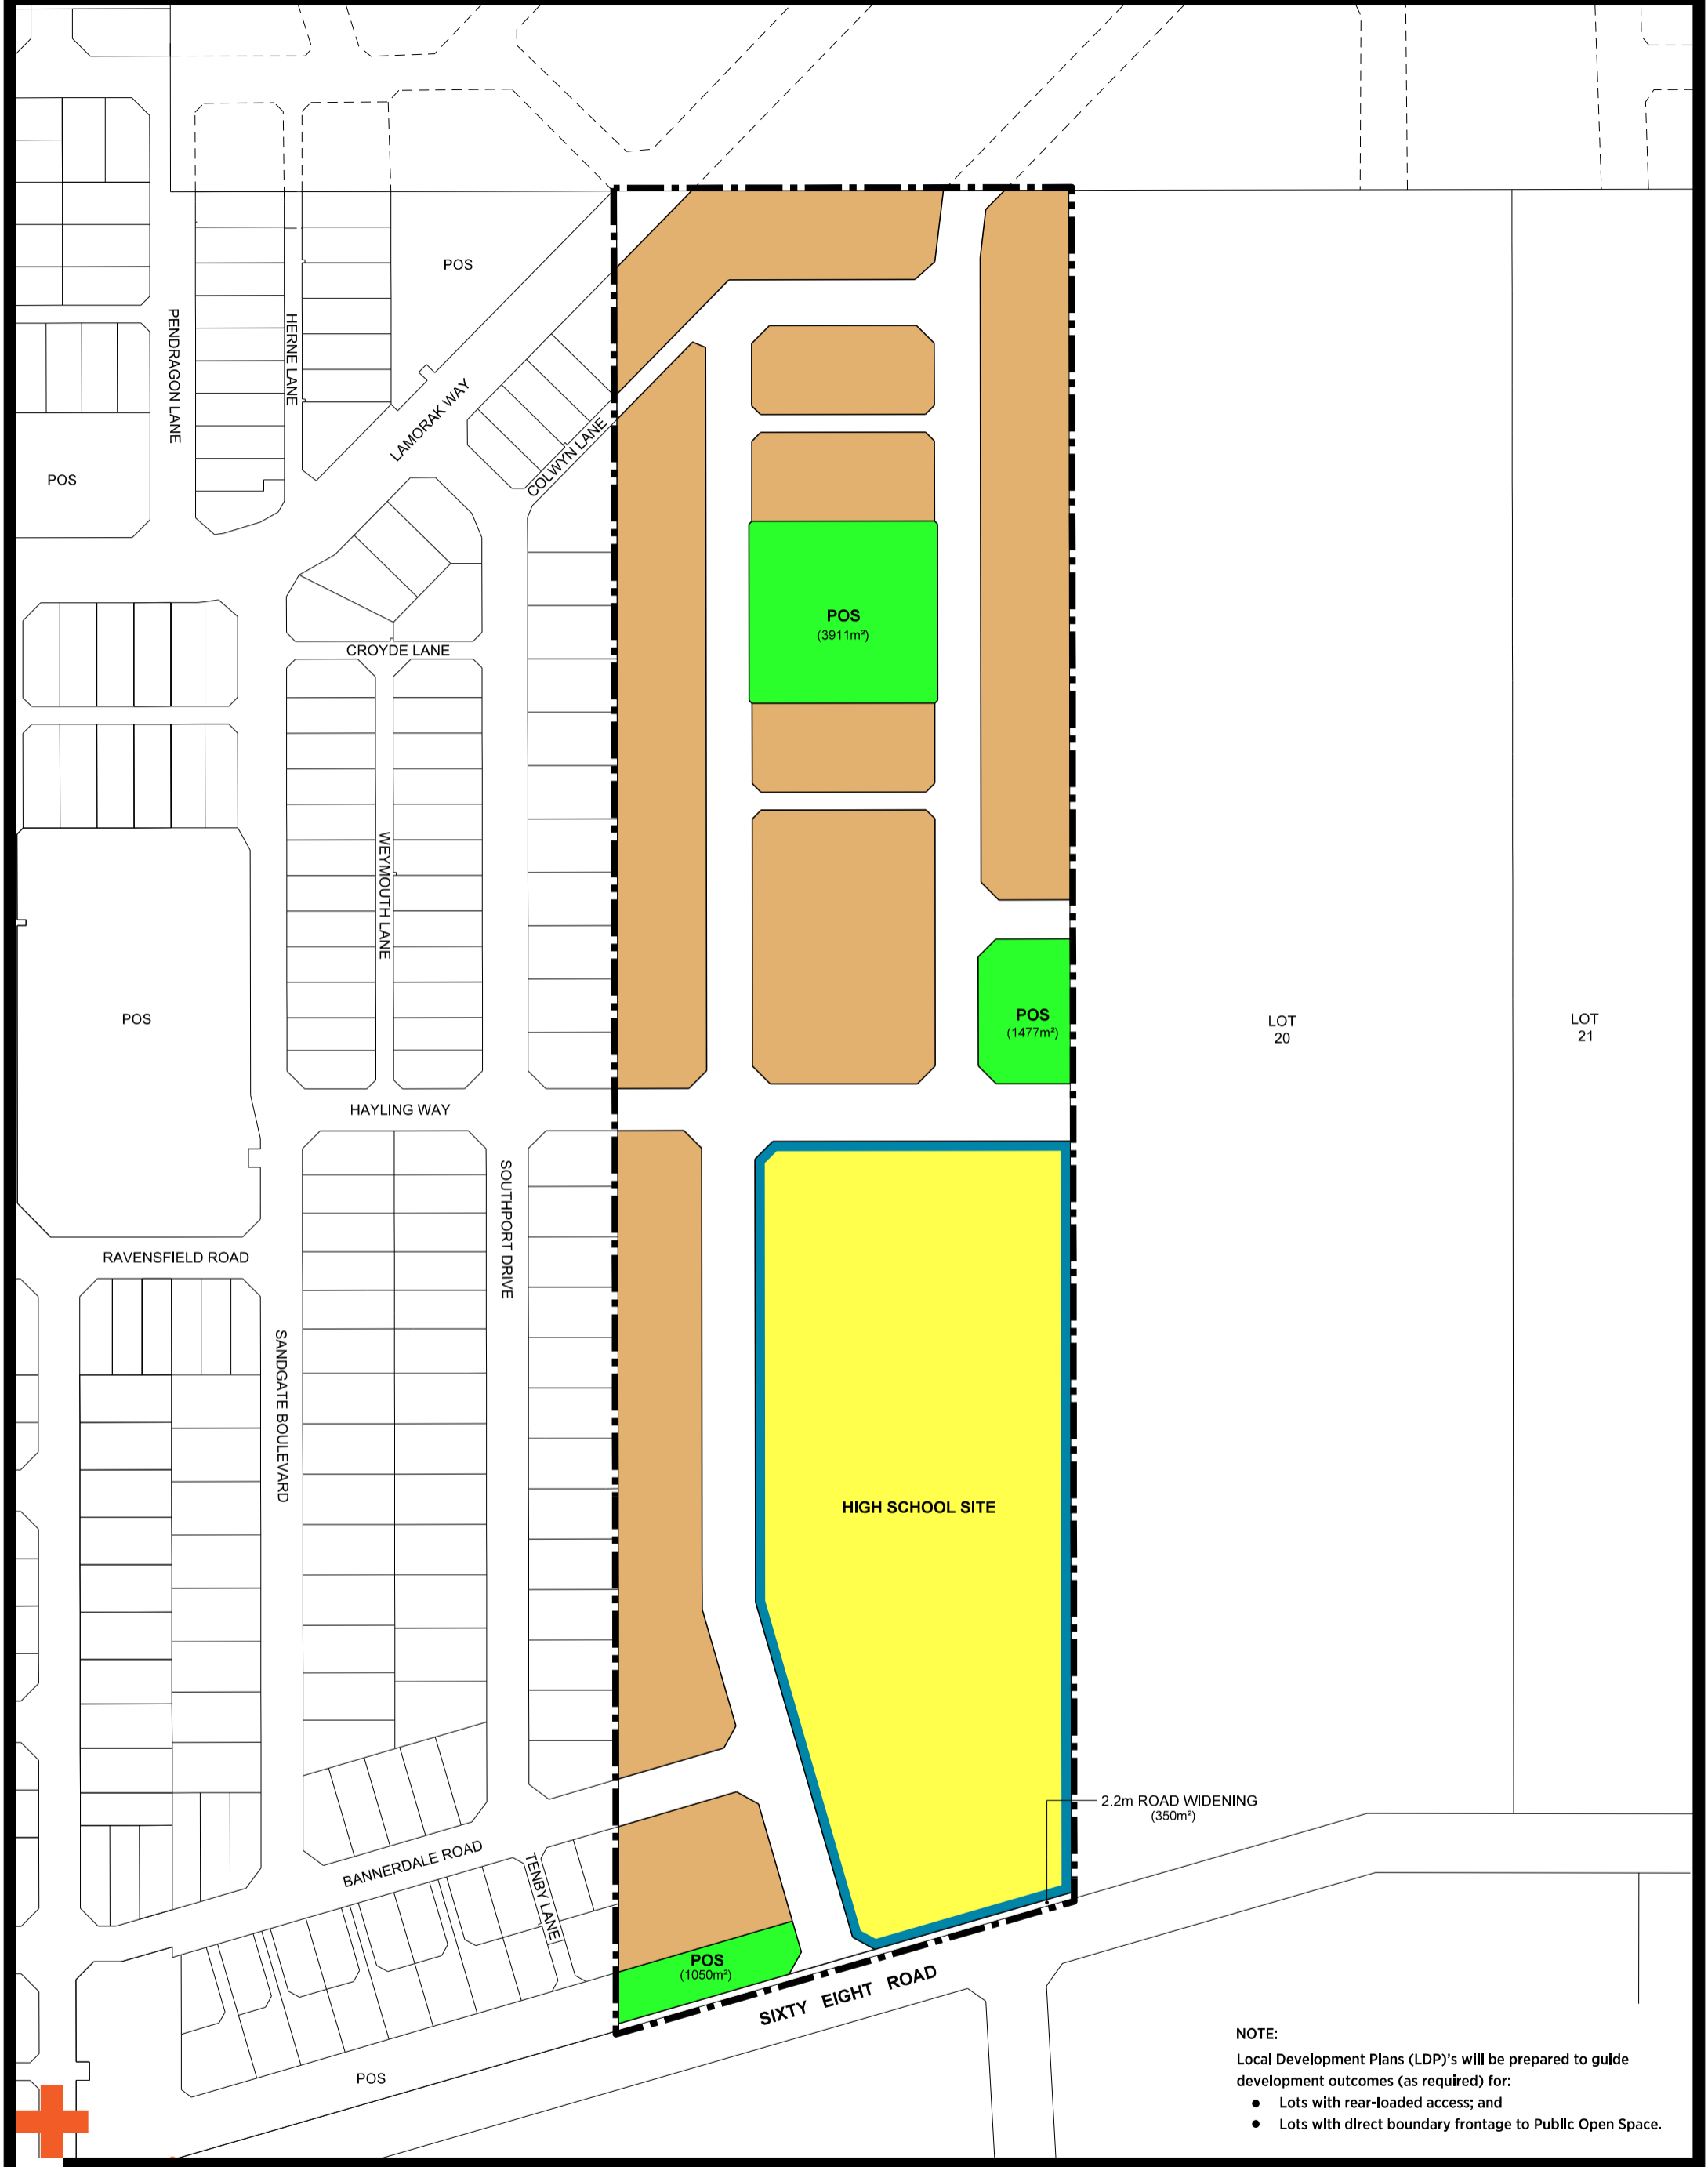 POS
PENDRAGON LANE
HERNE LANE
LAMORAK WAY
COLWYN LANE
POS
POS
(3911m²)
CROYDE LANE
WEYMOUTH LANE
POS
POS
(1477m²)
LOT
20
LOT
21
HAYLING WAY
SOUTHPORT DRIVE
RAVENSFIELD ROAD
SANDGATE BOULEVARD
HIGH SCHOOL SITE
2.2m ROAD WIDENING
(350m²)
BANNERDALE ROAD
TENBY LANE
POS
(1050m²)
SIXTY EIGHT ROAD
POS
NOTE:
Local Development Plans (LDP)'s will be prepared to guide
development outcomes (as required) for:
● Lots with rear-loaded access; and
● Lots with direct boundary frontage to Public Open Space.